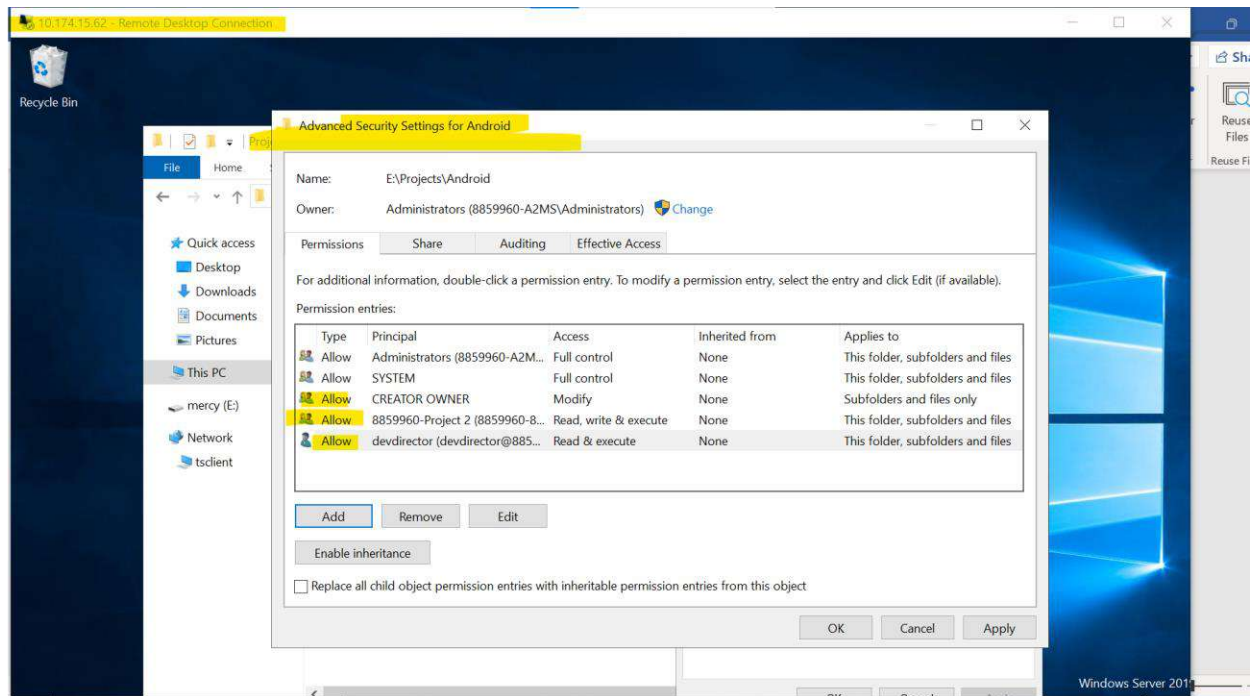 10.174.15.62 - Remote Desktop Connection
Sha
Recycle Bin
Reuse
Files
Reuse Fi
Proj
File Home
Quick access
Desktop
Downloads
Documents
Pictures
This PC
mercy (E:)
Network
tsclient
Advanced Security Settings for Android
Name: E:\Projects\Android
Owner: Administrators (8859960-A2MS\Administrators) Change
Permissions Share Auditing Effective Access
For additional information, double-click a permission entry. To modify a permission entry, select the entry and click Edit (if available).
Permission entries:
Type Principal Access Inherited from Applies to
Allow Administrators (8859960-A2M... Full control None This folder, subfolders and files
Allow SYSTEM Full control None This folder, subfolders and files
Allow CREATOR OWNER Modify None Subfolders and files only
Allow 8859960-Project 2 (8859960-8... Read, write & execute None This folder, subfolders and files
Allow devdirector (devdirector@885... Read & execute None This folder, subfolders and files
Add Remove Edit
Enable inheritance
Replace all child object permission entries with inheritable permission entries from this object
OK Cancel Apply
Windows Server 201